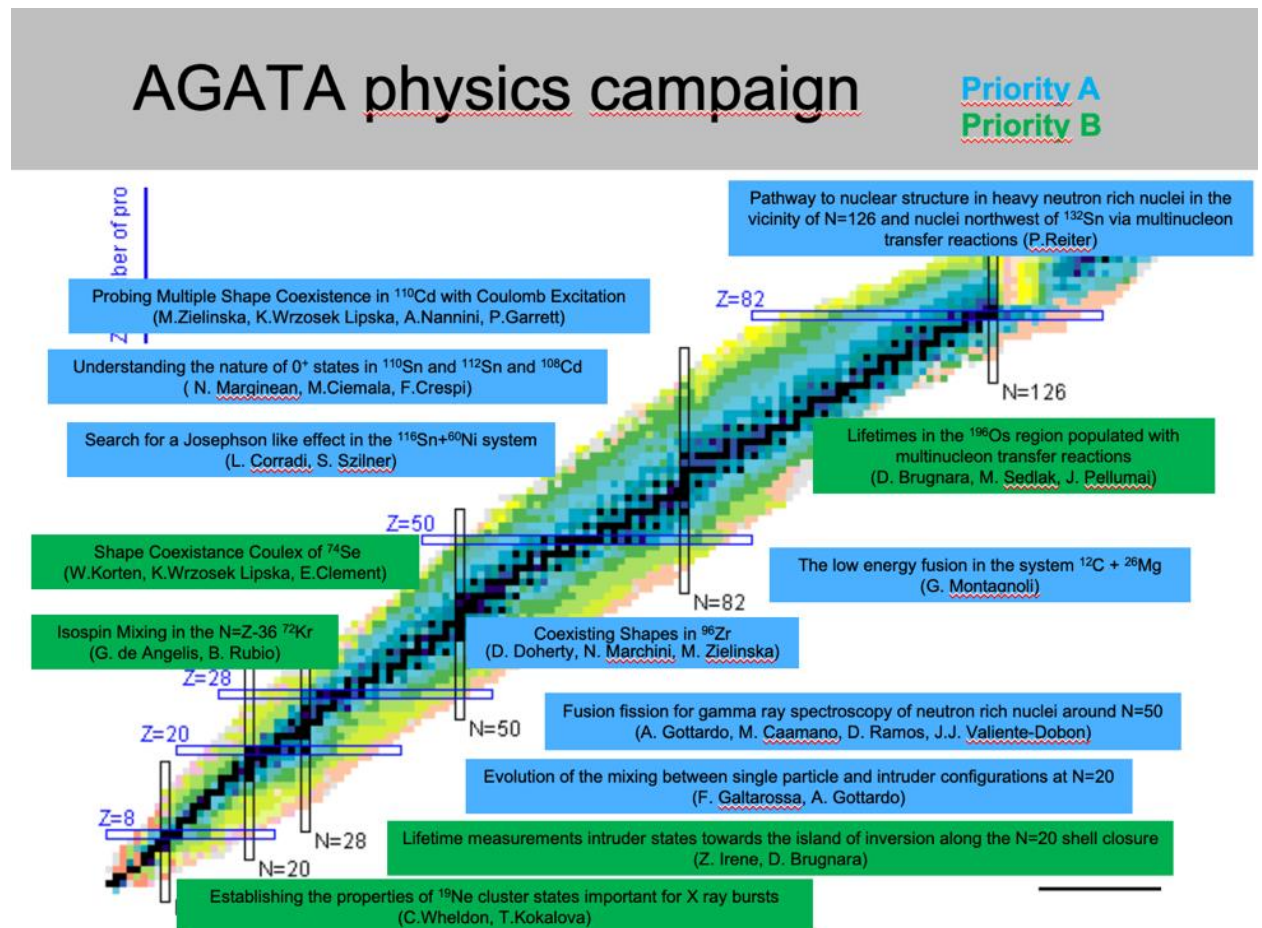 AGATA physics campaign
Priority A
Priority B
ber of pro
Z
Pathway to nuclear structure in heavy neutron rich nuclei in the
vicinity of N=126 and nuclei northwest of ¹³²Sn via multinucleon
transfer reactions (P.Reiter)
Probing Multiple Shape Coexistence in ¹¹⁰Cd with Coulomb Excitation
(M.Zielinska, K.Wrzosek Lipska, A.Nannini, P.Garrett)
Z=82
Understanding the nature of 0⁺ states in ¹¹⁰Sn and ¹¹²Sn and ¹⁰⁸Cd
( N. Marginean, M.Ciemala, F.Crespi)
N=126
Search for a Josephson like effect in the ¹¹⁶Sn+⁶⁰Ni system
(L. Corradi, S. Szilner)
Lifetimes in the ¹⁹⁶Os region populated with
multinucleon transfer reactions
(D. Brugnara, M. Sedlak, J. Pellumai)
Z=50
Shape Coexistance Coulex of ⁷⁴Se
(W.Korten, K.Wrzosek Lipska, E.Clement)
The low energy fusion in the system ¹²C + ²⁶Mg
(G. Montagnoli)
N=82
Isospin Mixing in the N=Z-36 ⁷²Kr
(G. de Angelis, B. Rubio)
Coexisting Shapes in ⁹⁶Zr
(D. Doherty, N. Marchini, M. Zielinska)
Z=28
Fusion fission for gamma ray spectroscopy of neutron rich nuclei around N=50
(A. Gottardo, M. Caamano, D. Ramos, J.J. Valiente-Dobon)
N=50
Z=20
Evolution of the mixing between single particle and intruder configurations at N=20
(F. Galtarossa, A. Gottardo)
Z=8
N=28
Lifetime measurements intruder states towards the island of inversion along the N=20 shell closure
(Z. Irene, D. Brugnara)
N=20
Establishing the properties of ¹⁹Ne cluster states important for X ray bursts
(C.Wheldon, T.Kokalova)